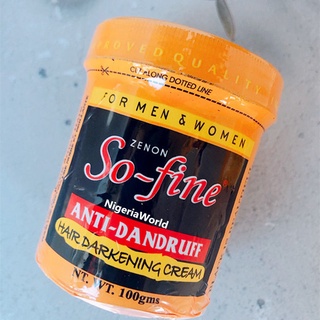 PROVED QUALITY
CUT ALONG DOTTED LINE
FOR MEN & WOMEN
ZENON
So-fine
NigeriaWorld
ANTI-DANDRUFF
HAIR DARKENING CREAM
NT. WT. 100gms